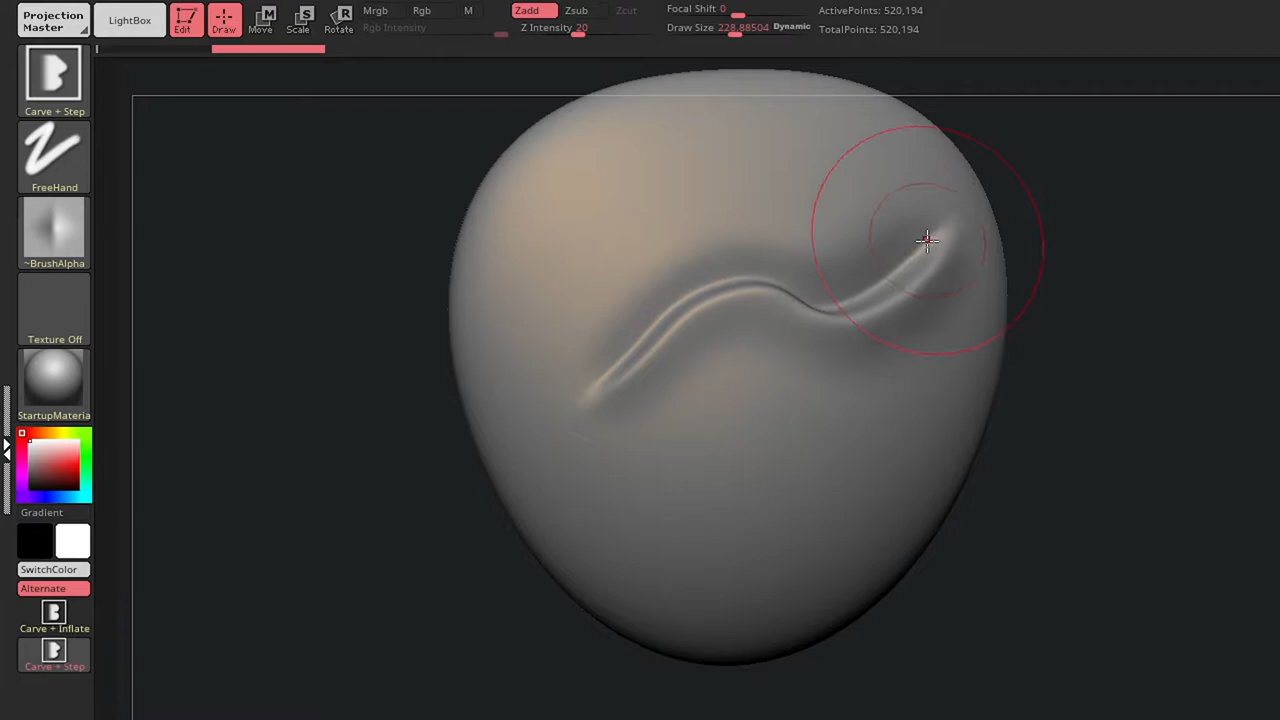 Projection
Master
LightBox
Edit
Draw
Move
Scale
Rotate
Mrgb
Rgb
M
Rgb Intensity
Zadd
Zsub
Zcut
Z Intensity 20
Focal Shift 0
Draw Size 228.88504
Dynamic
ActivePoints: 520,194
TotalPoints: 520,194
Carve + Step
FreeHand
~BrushAlpha
Texture Off
StartupMateria
Gradient
SwitchColor
Alternate
Carve + Inflate
Carve + Step